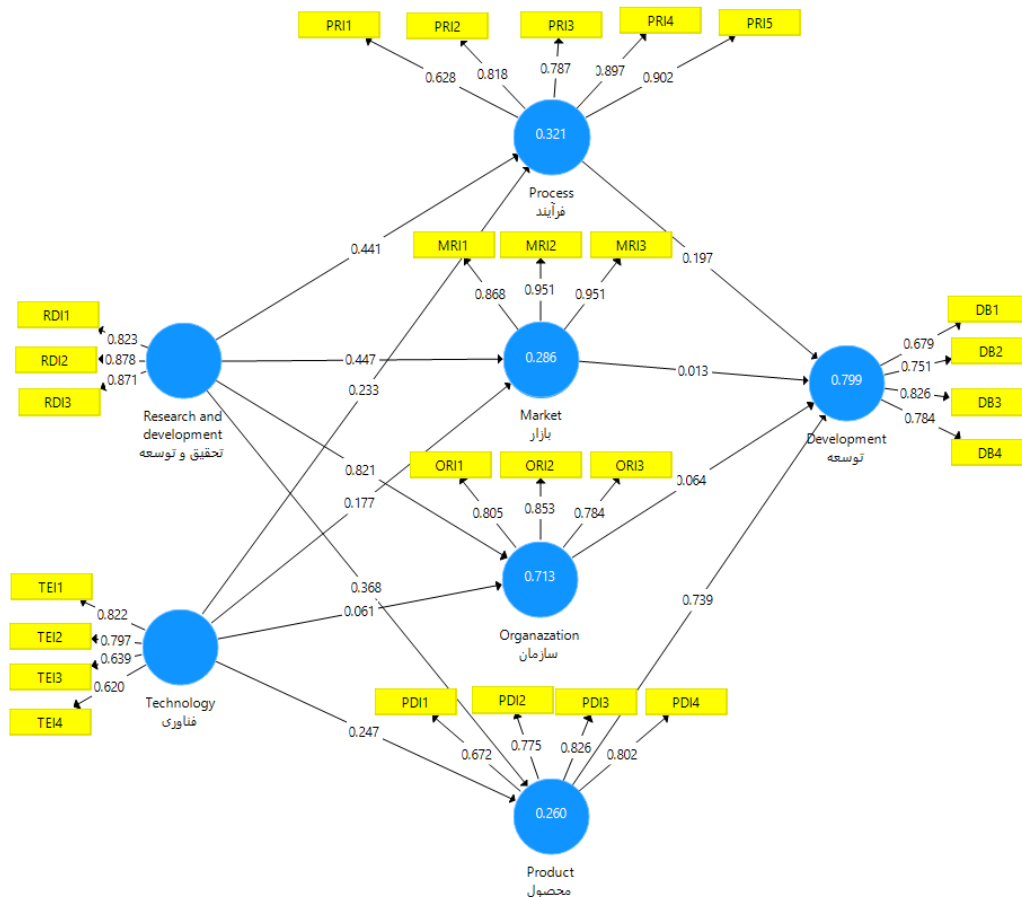 PRI1
PRI2
PRI3
PRI4
PRI5
0.628
0.818
0.787
0.897
0.902
0.321
Process
فرآیند
0.441
MRI1
MRI2
MRI3
0.197
0.868
0.951
0.951
RDI1
0.823
RDI2
0.878
RDI3
0.871
Research and
development
تحقیق و توسعه
0.447
0.286
0.013
0.233
Market
بازار
DB1
0.679
DB2
0.751
0.799
0.826
DB3
0.784
DB4
Development
توسعه
0.821
0.177
ORI1
ORI2
ORI3
0.064
0.805
0.853
0.784
0.713
Organazation
سازمان
0.368
0.061
0.739
TEI1
0.822
TEI2
0.797
TEI3
0.639
0.620
TEI4
Technology
فناوری
0.247
PDI1
PDI2
PDI3
PDI4
0.672
0.775
0.826
0.802
0.260
Product
محصول